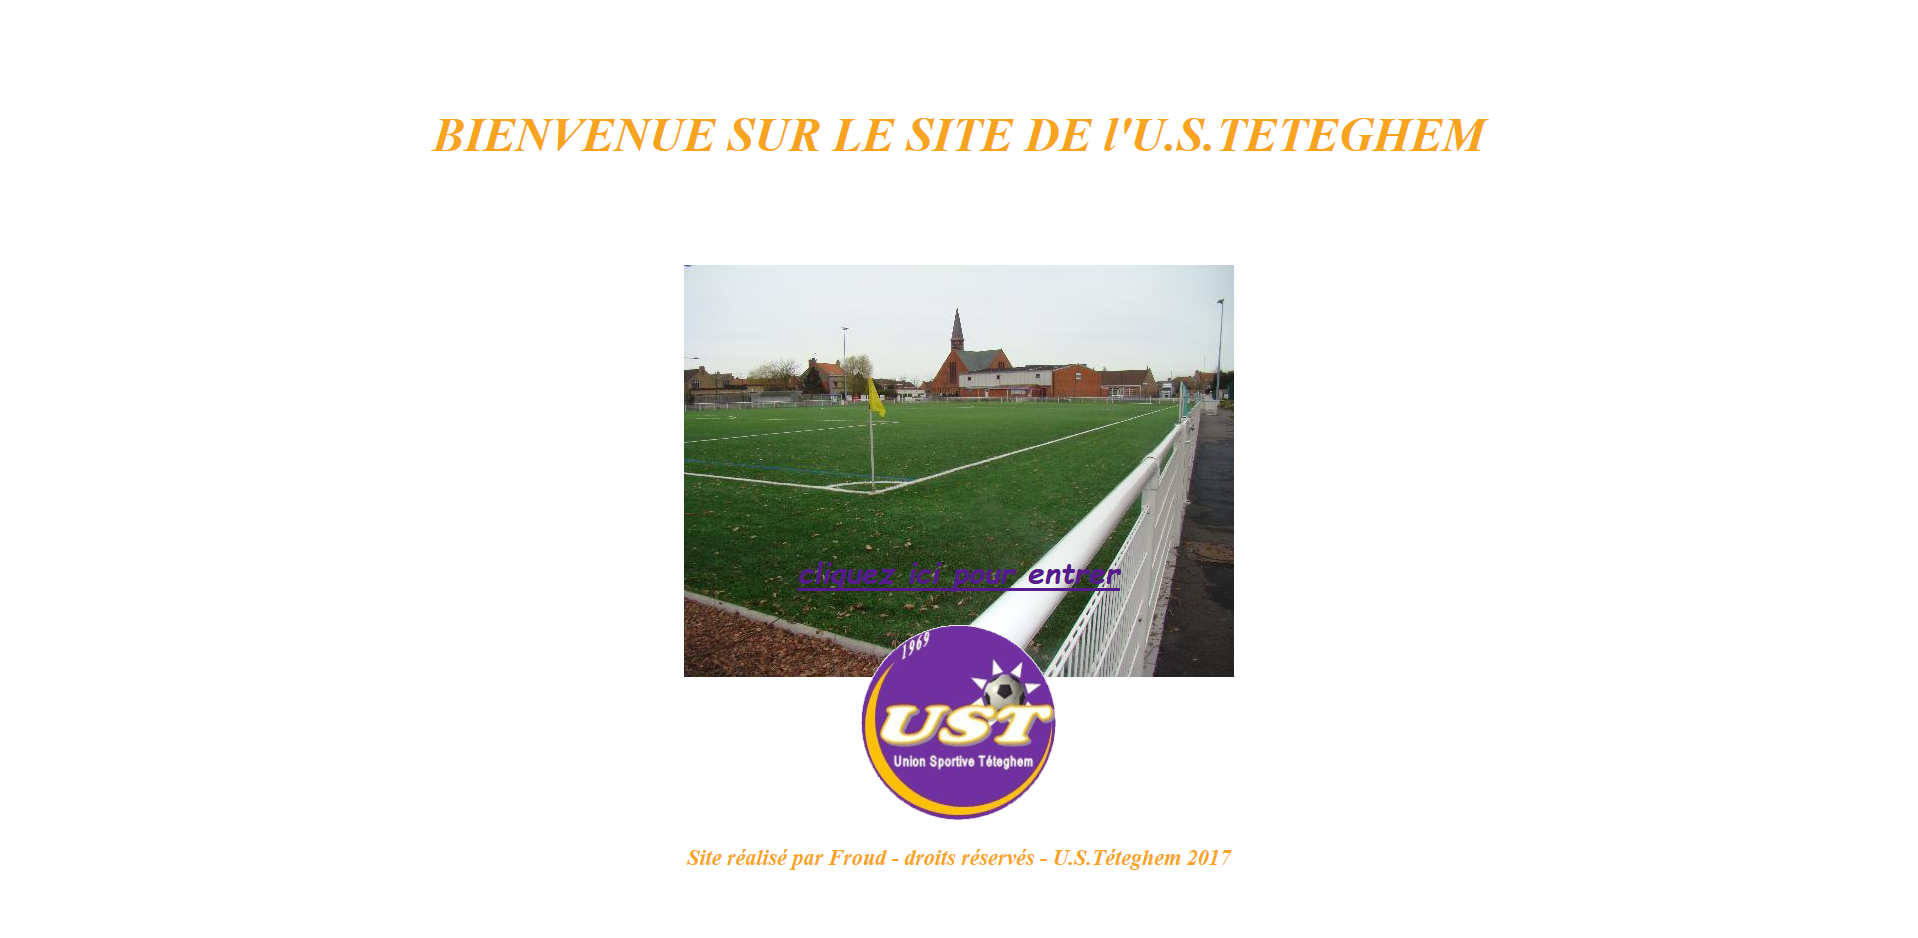 BIENVENUE SUR LE SITE DE l'U.S.TETEGHEM
cliquez ici pour entrer
1969
UST
Union Sportive Téteghem
Site réalisé par Froud - droits réservés - U.S.Téteghem 2017